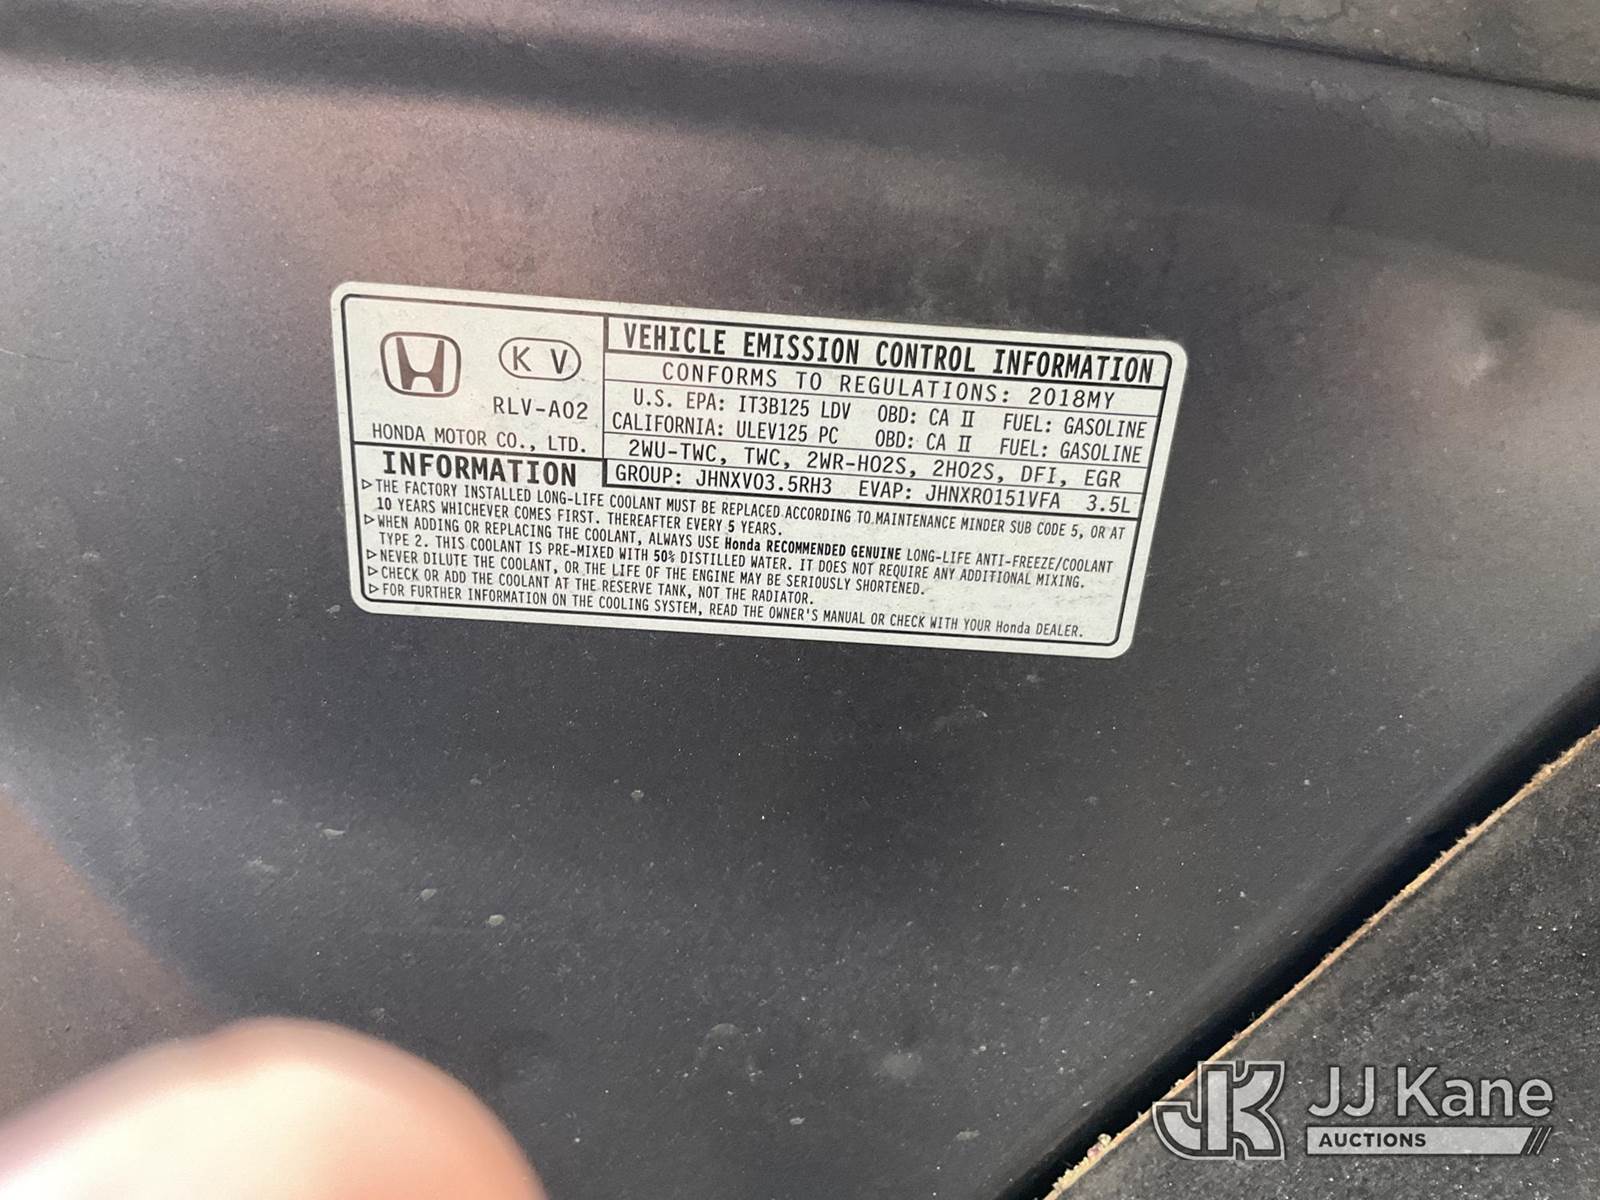 K V
RLV-A02
HONDA MOTOR CO., LTD.
VEHICLE EMISSION CONTROL INFORMATION
CONFORMS TO REGULATIONS: 2018MY
U.S. EPA: IT3B125 LDV OBD: CA II FUEL: GASOLINE
CALIFORNIA: ULEV125 PC OBD: CA II FUEL: GASOLINE
2WU-TWC, TWC, 2WR-HO2S, 2HO2S, DFI, EGR
GROUP: JHNXV03.5RH3 EVAP: JHNXR0151VFA 3.5L
INFORMATION
▷THE FACTORY INSTALLED LONG-LIFE COOLANT MUST BE REPLACED ACCORDING TO MAINTENANCE MINDER SUB CODE 5, OR AT
10 YEARS WHICHEVER COMES FIRST. THEREAFTER EVERY 5 YEARS.
▷WHEN ADDING OR REPLACING THE COOLANT, ALWAYS USE Honda RECOMMENDED GENUINE LONG-LIFE ANTI-FREEZE/COOLANT
TYPE 2. THIS COOLANT IS PRE-MIXED WITH 50% DISTILLED WATER. IT DOES NOT REQUIRE ANY ADDITIONAL MIXING.
▷NEVER DILUTE THE COOLANT, OR THE LIFE OF THE ENGINE MAY BE SERIOUSLY SHORTENED.
▷CHECK OR ADD THE COOLANT AT THE RESERVE TANK, NOT THE RADIATOR.
▷FOR FURTHER INFORMATION ON THE COOLING SYSTEM, READ THE OWNER'S MANUAL OR CHECK WITH YOUR Honda DEALER.
JK JJ Kane
AUCTIONS